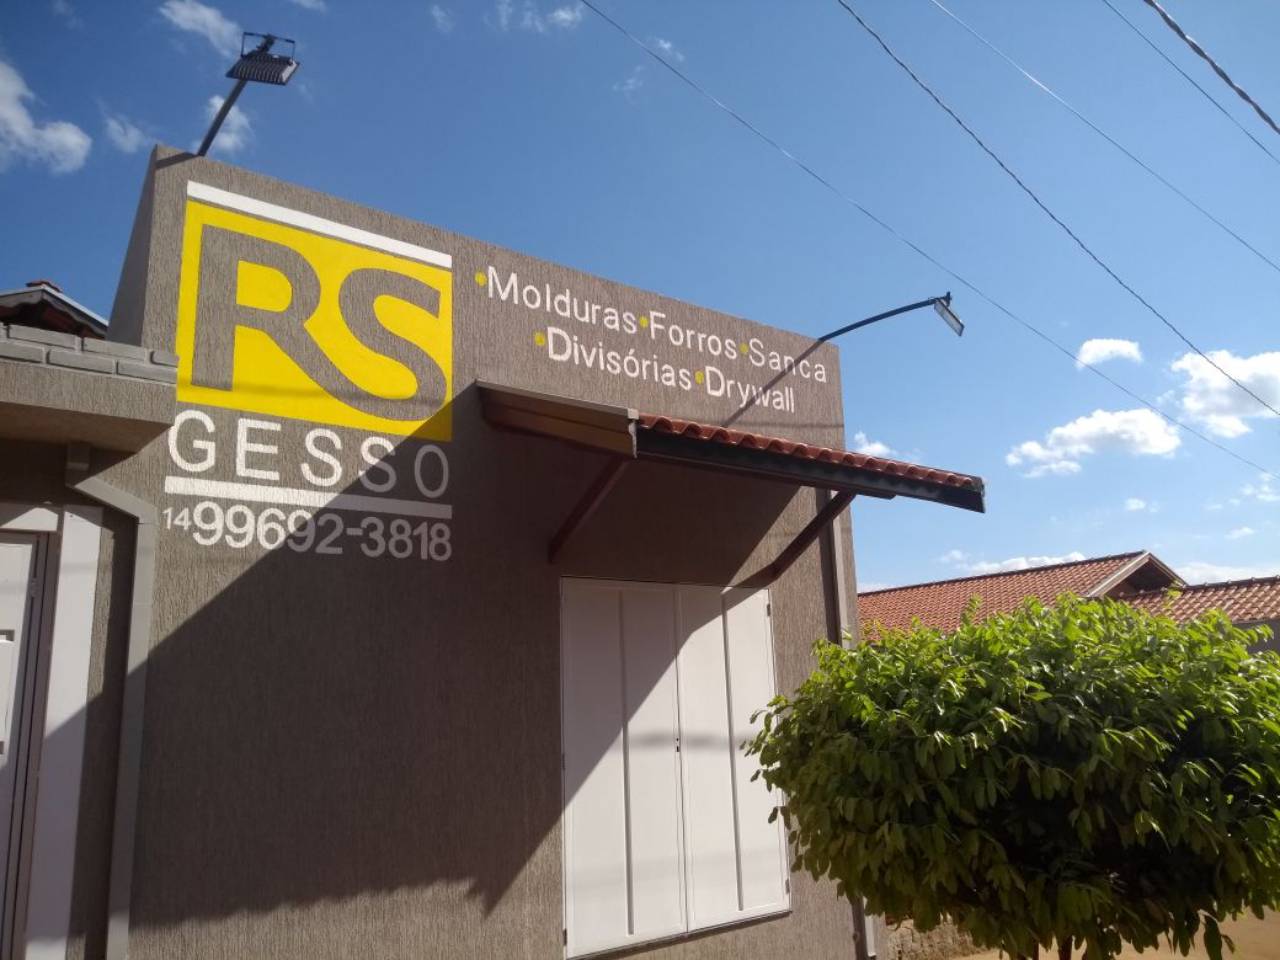 RS
GESSO
14 99692-3818
•Molduras•Forros•Sanca
•Divisórias•Drywall